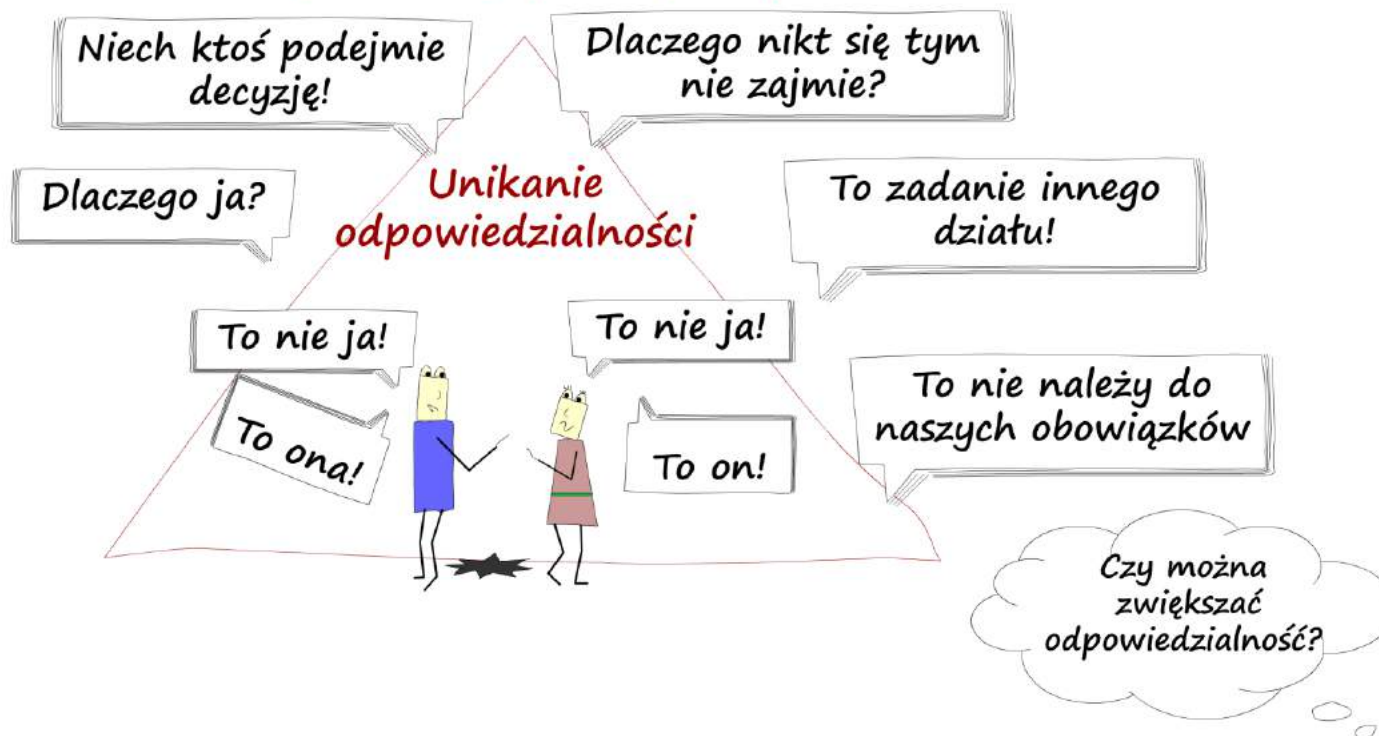 Niech ktoś podejmie
decyzję!
Dlaczego nikt się tym
nie zajmie?
Dlaczego ja?
Unikanie
odpowiedzialności
To zadanie innego
działu!
To nie ja!
To nie ja!
To ona!
To on!
To nie należy do
naszych obowiązków
Czy można
zwiększać
odpowiedzialność?